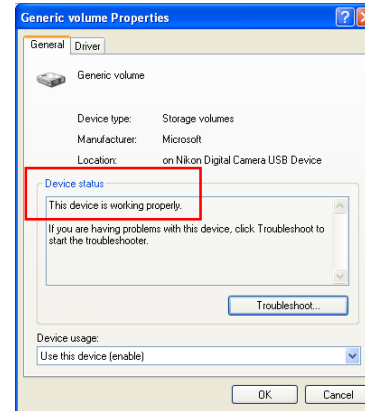 Generic volume Properties
General Driver
Generic volume
Device type: Storage volumes
Manufacturer: Microsoft
Location: on Nikon Digital Camera USB Device
Device status
This device is working properly.
If you are having problems with this device, click Troubleshoot to
start the troubleshooter.
Troubleshoot...
Device usage:
Use this device (enable)
OK Cancel